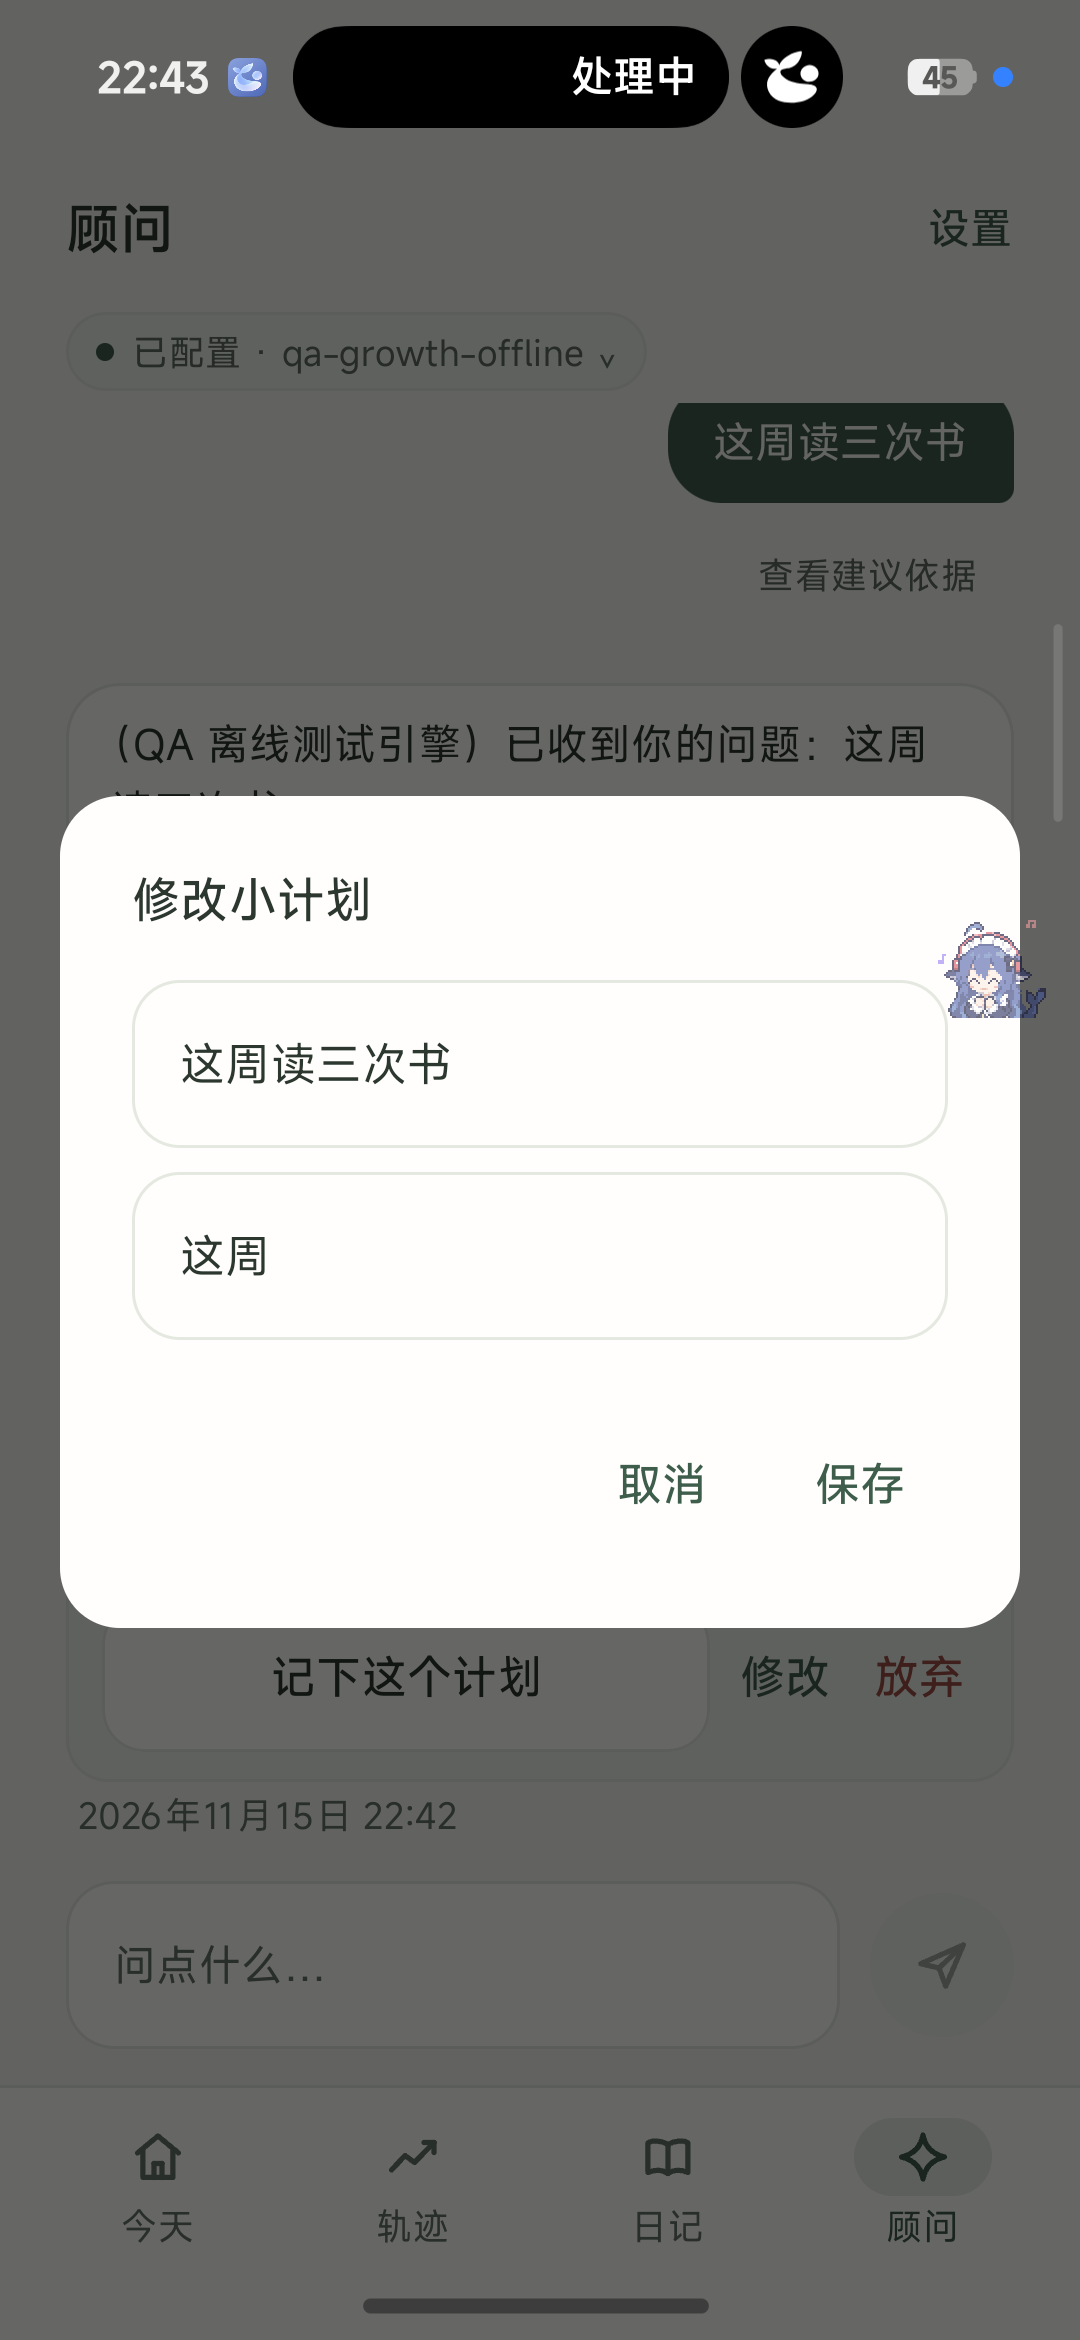 22:43
处理中
45
顾问
设置
已配置 · qa-growth-offline
这周读三次书
查看建议依据
（QA 离线测试引擎）已收到你的问题：这周
修改小计划
这周读三次书
这周
取消
保存
记下这个计划
修改
放弃
2026年11月15日 22:42
问点什么...
今天
轨迹
日记
顾问